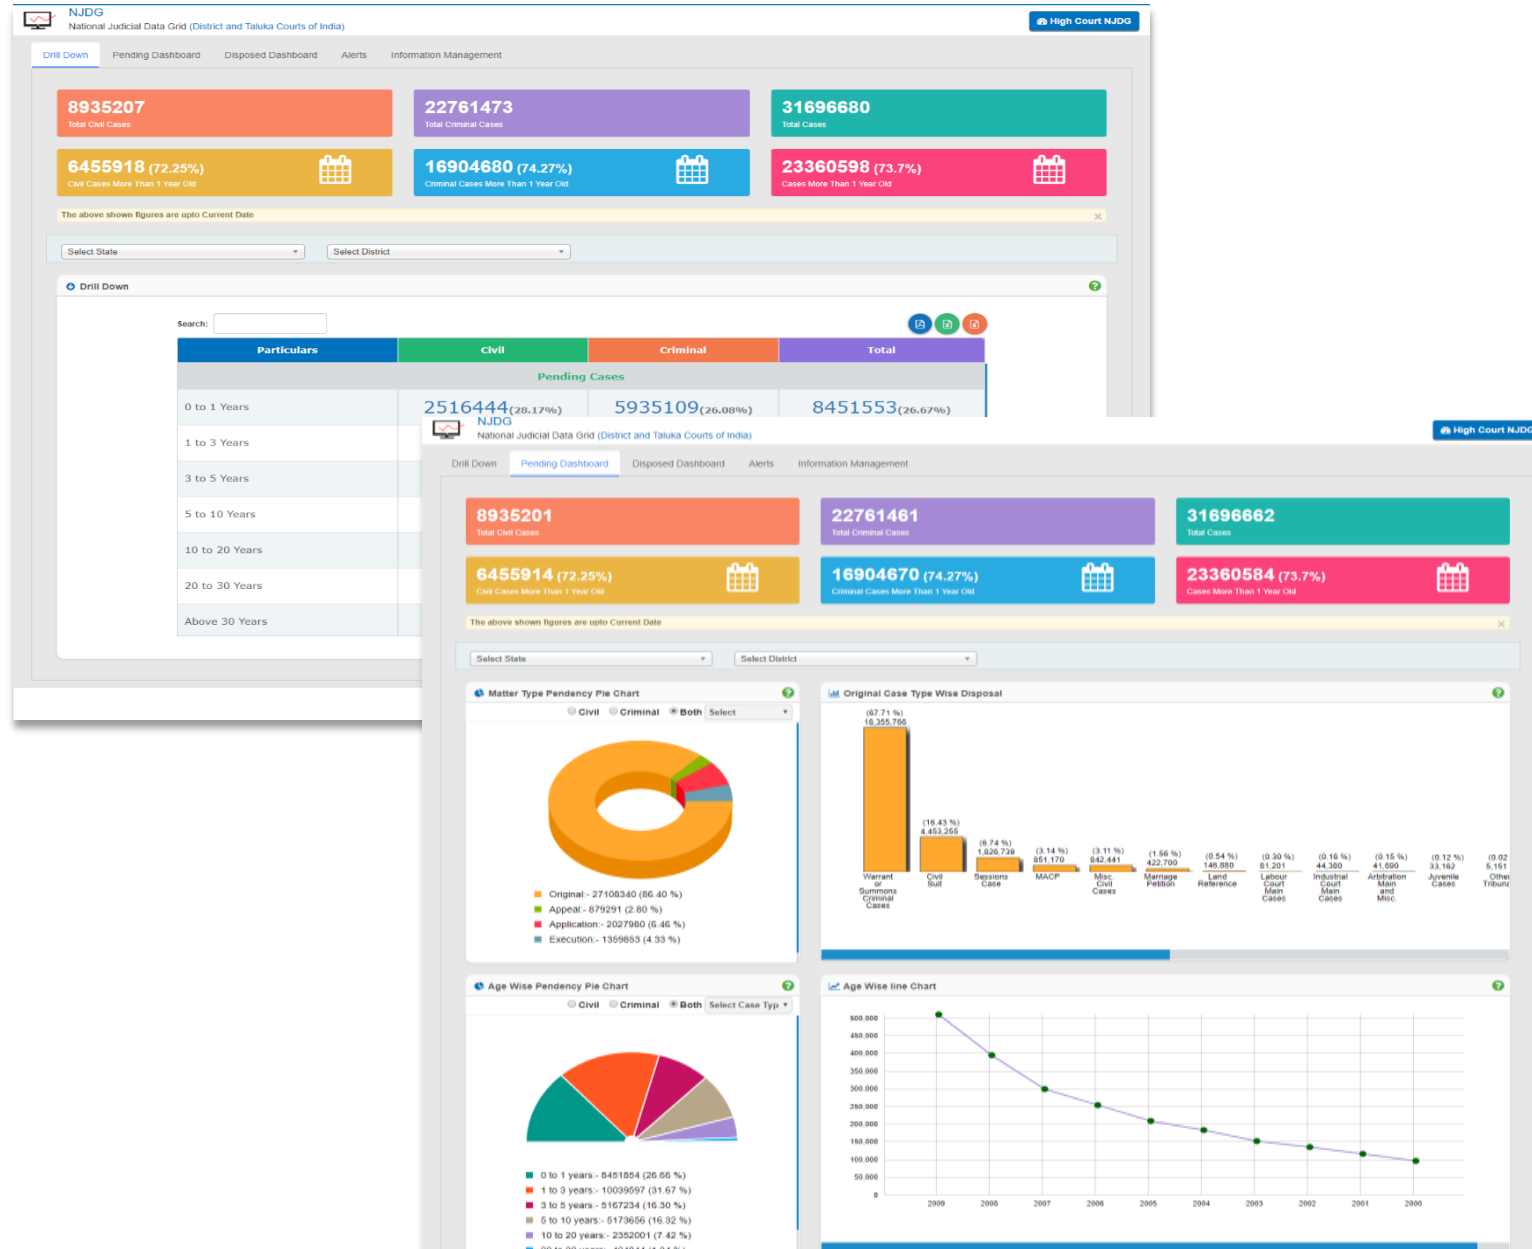 NJDG
National Judicial Data Grid (District and Taluka Courts of India)
High Court NJDG
Drill Down Pending Dashboard Disposed Dashboard Alerts Information Management
8935207
Total Civil Cases
22761473
Total Criminal Cases
31696680
Total Cases
6455918 (72.25%)
Civil Cases More Than 1 Year Old
16904680 (74.27%)
Criminal Cases More Than 1 Year Old
23360598 (73.7%)
Cases More Than 1 Year Old
The above shown figures are upto Current Date
Select State Select District
Drill Down
Search:
Particulars Civil Criminal Total
Pending Cases
0 to 1 Years 2516444(28.17%) 5935109(26.08%) 8451553(26.67%)
1 to 3 Years
3 to 5 Years
5 to 10 Years
10 to 20 Years
20 to 30 Years
Above 30 Years
NJDG
National Judicial Data Grid (District and Taluka Courts of India)
High Court NJDG
Drill Down Pending Dashboard Disposed Dashboard Alerts Information Management
8935201
Total Civil Cases
22761461
Total Criminal Cases
31696662
Total Cases
6455914 (72.25%)
Civil Cases More Than 1 Year Old
16904670 (74.27%)
Criminal Cases More Than 1 Year Old
23360584 (73.7%)
Cases More Than 1 Year Old
The above shown figures are upto Current Date
Select State Select District
Matter Type Pendency Pie Chart
Civil Criminal Both Select
Original:- 27108340 (86.40 %)
Appeal:- 879291 (2.80 %)
Application:- 2027980 (6.46 %)
Execution:- 1359853 (4.33 %)
Original Case Type Wise Disposal
(67.71 %)
18,355,766
Warrant
or
Summons
Criminal
Cases
(16.43 %)
4,453,255
Civil
Suit
(6.74 %)
1,826,739
Sessions
Case
(3.14 %)
851,170
MACP
(3.11 %)
842,441
Misc.
Civil
Cases
(1.56 %)
422,700
Marriage
Petition
(0.54 %)
146,880
Land
Reference
(0.30 %)
81,201
Labour
Court
Main
Cases
(0.16 %)
44,380
Industrial
Court
Main
Cases
(0.15 %)
41,690
Arbitration
Main
and
Misc.
(0.12 %)
33,162
Juvenile
Cases
(0.02
5,151
Other
Tribuna
Age Wise Pendency Pie Chart
Civil Criminal Both Select Case Typ
0 to 1 years:- 8451854 (26.66 %)
1 to 3 years:- 10039597 (31.67 %)
3 to 5 years:- 5167234 (16.30 %)
5 to 10 years:- 5173656 (16.32 %)
10 to 20 years:- 2352001 (7.42 %)
Age Wise line Chart
500,000
450,000
400,000
350,000
300,000
250,000
200,000
150,000
100,000
50,000
0
2009 2008 2007 2006 2005 2004 2003 2002 2001 2000